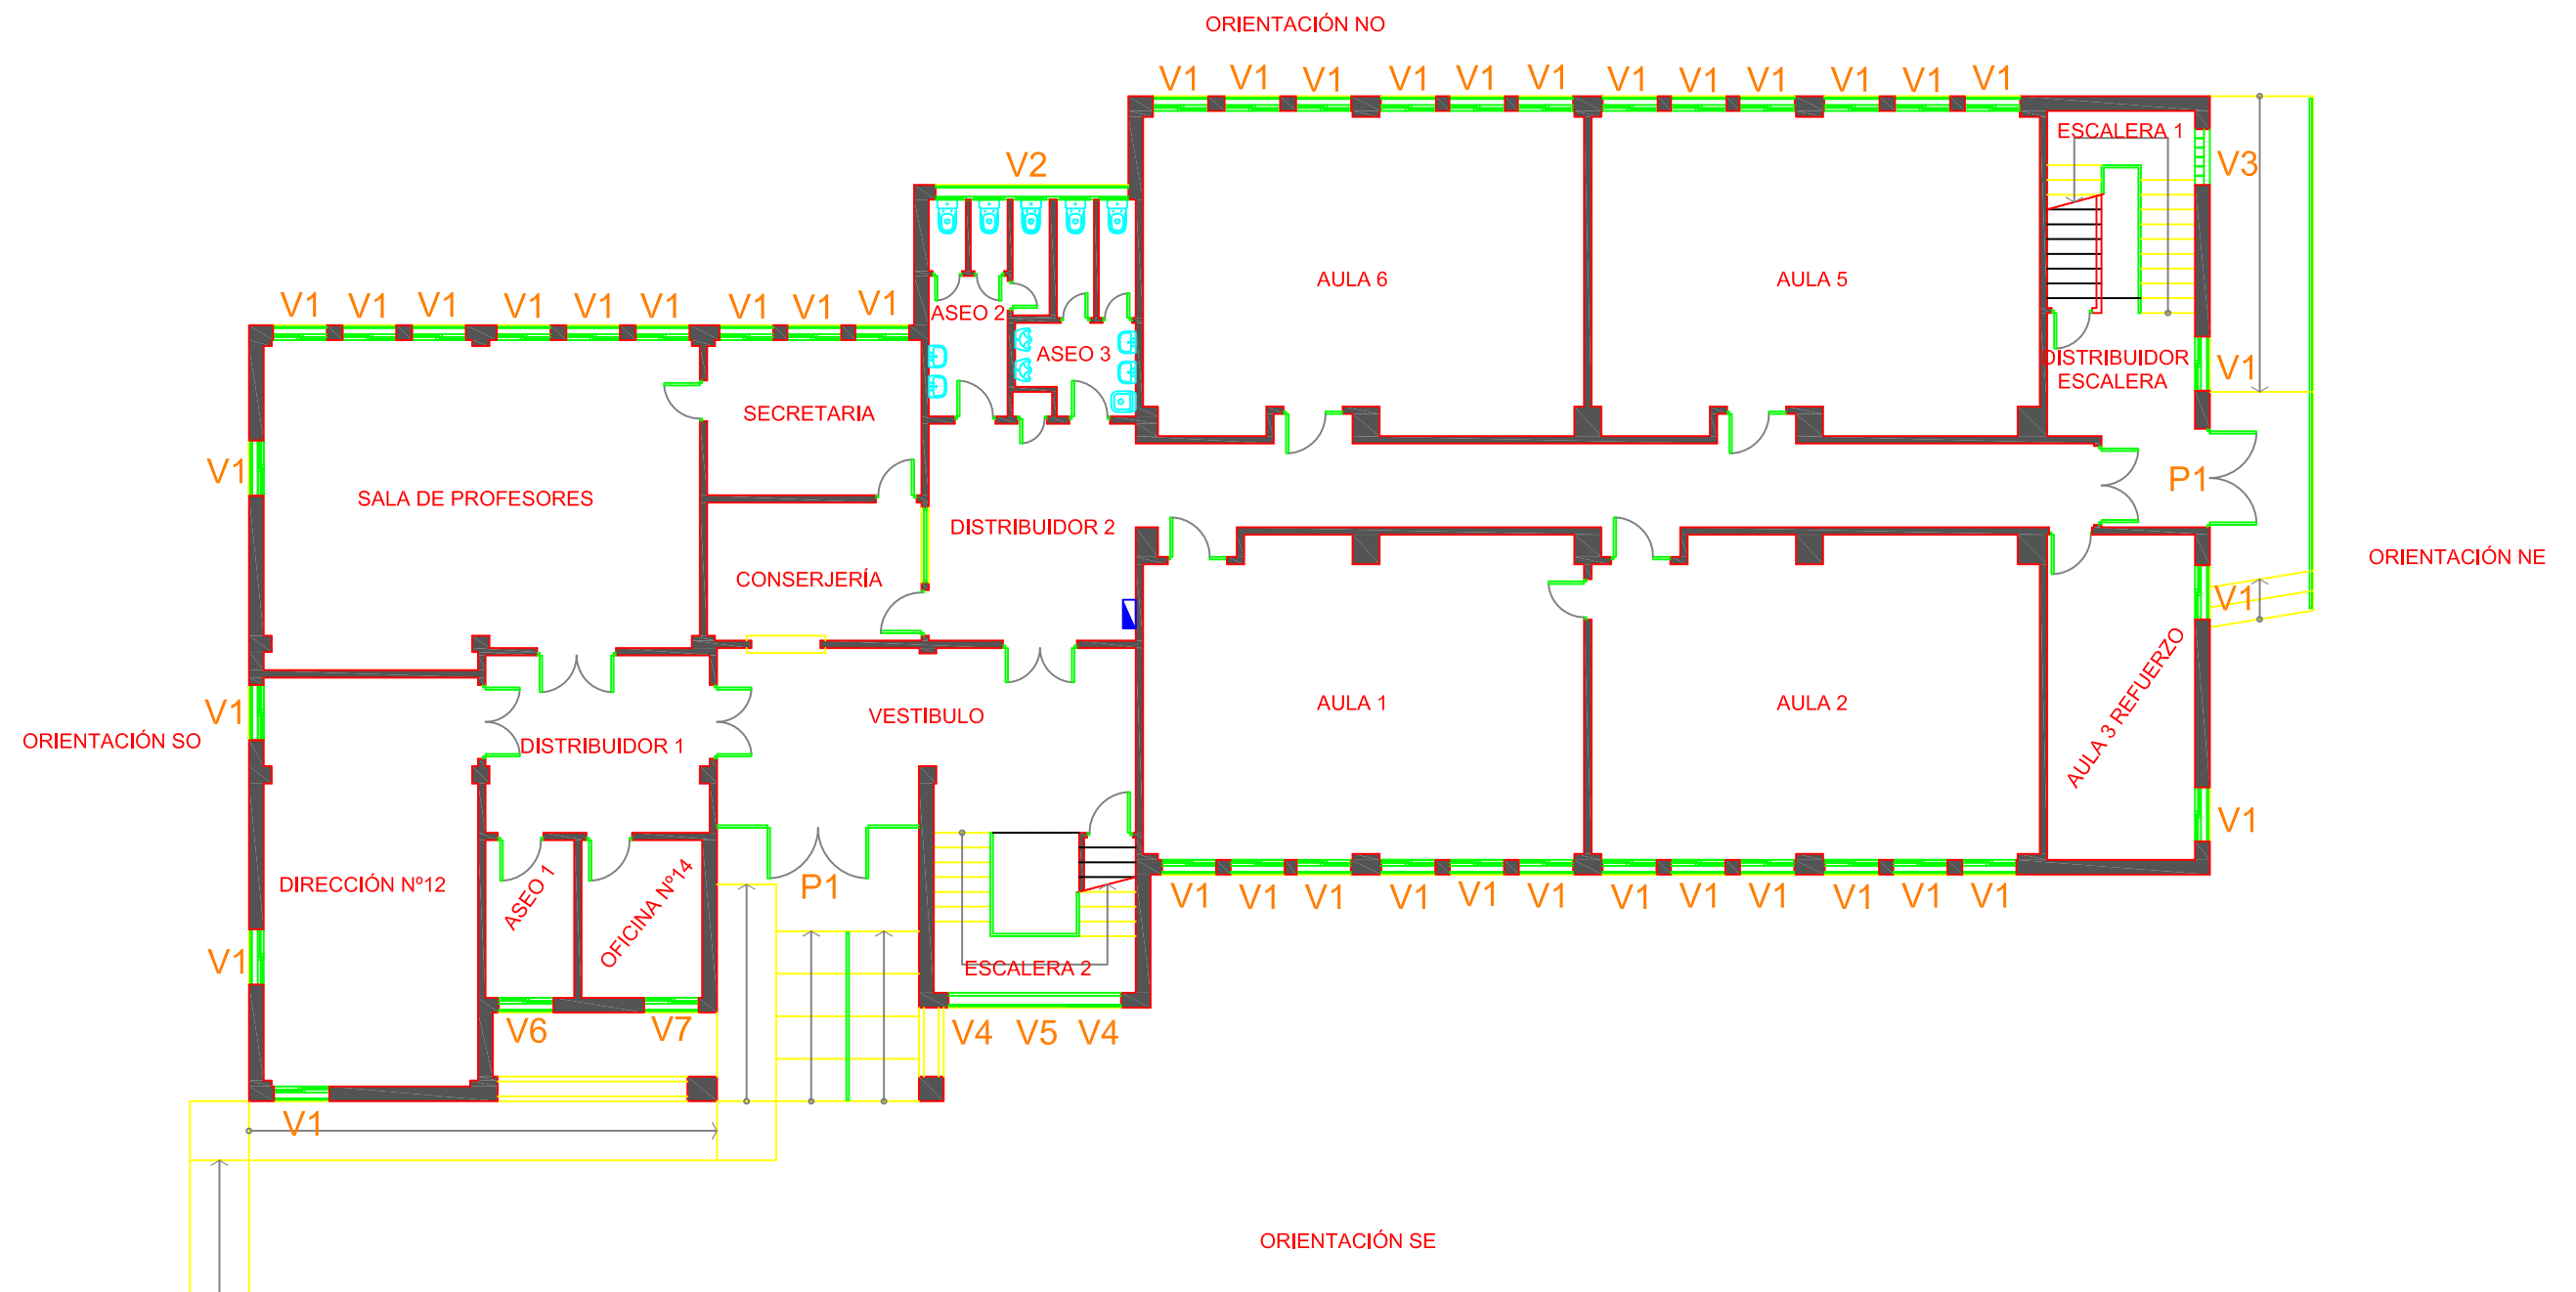 ORIENTACIÓN NO
V1 V1 V1 V1 V1 V1 V1 V1 V1 V1 V1 V1
ESCALERA 1
V2
V3
AULA 6
AULA 5
V1 V1 V1 V1 V1 V1 V1 V1 V1
ASEO 2
ASEO 3
DISTRIBUIDOR
ESCALERA
V1
SECRETARIA
V1
SALA DE PROFESORES
P1
DISTRIBUIDOR 2
ORIENTACIÓN NE
CONSERJERÍA
V1
AULA 3 REFUERZO
V1
VESTIBULO
AULA 1
AULA 2
ORIENTACIÓN SO
DISTRIBUIDOR 1
V1
DIRECCIÓN Nº12
ASEO 1
OFICINA Nº14
P1
V1 V1 V1 V1 V1 V1 V1 V1 V1 V1 V1 V1
V1
ESCALERA 2
V6
V7
V4 V5 V4
V1
ORIENTACIÓN SE